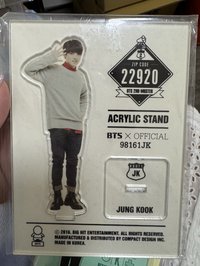 ZIP CODE
22920
BTS 2ND MUSTER
ACRYLIC STAND
BTS × OFFICIAL
98161JK
JK
JUNG KOOK
© 2016. BIG HIT ENTERTAINMENT. ALL RIGHTS RESERVED.
MANUFACTURED & DISTRIBUTED BY COMPACT DESIGN INC.
MADE IN KOREA.